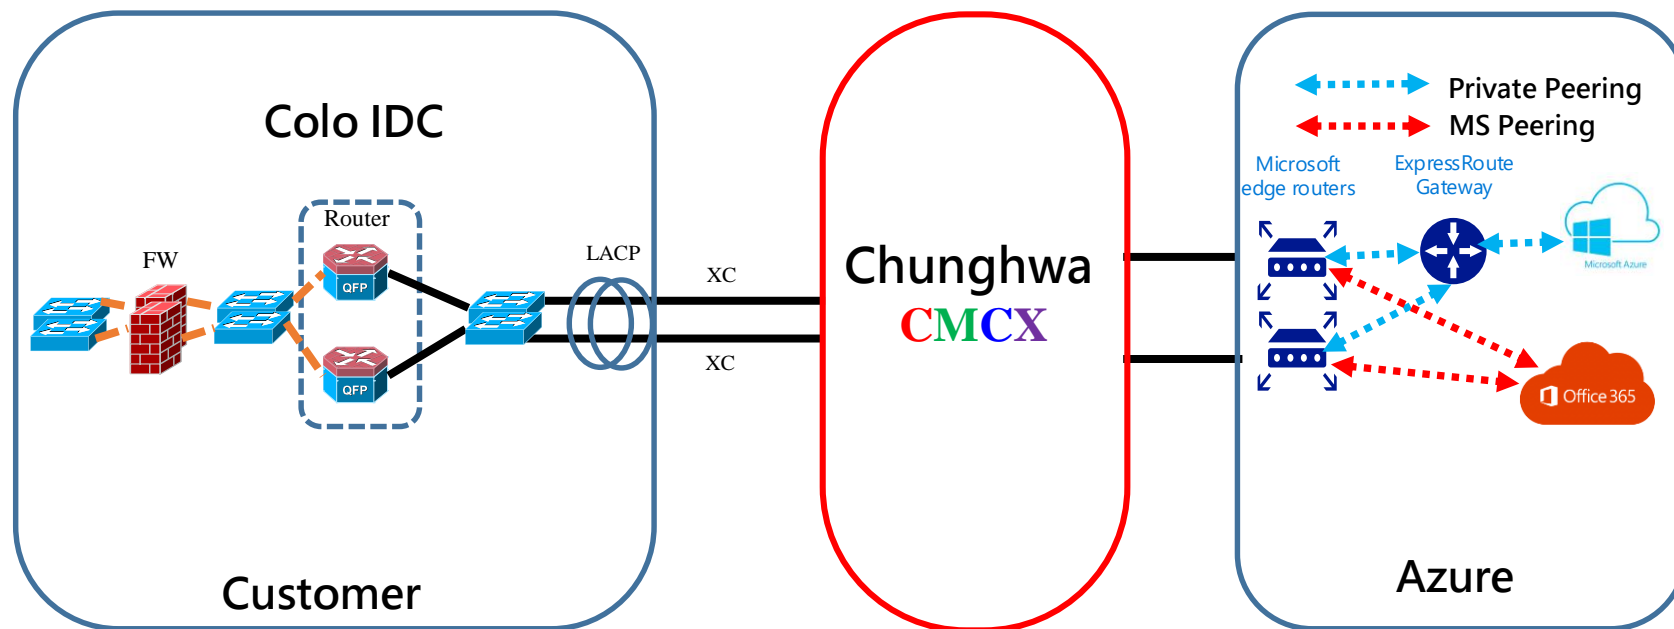 Colo IDC
Router
FW
QFP
QFP
LACP
XC
XC
Customer
Chunghwa
CMCX
Private Peering
MS Peering
Microsoft
edge routers
ExpressRoute
Gateway
Microsoft Azure
Office 365
Azure